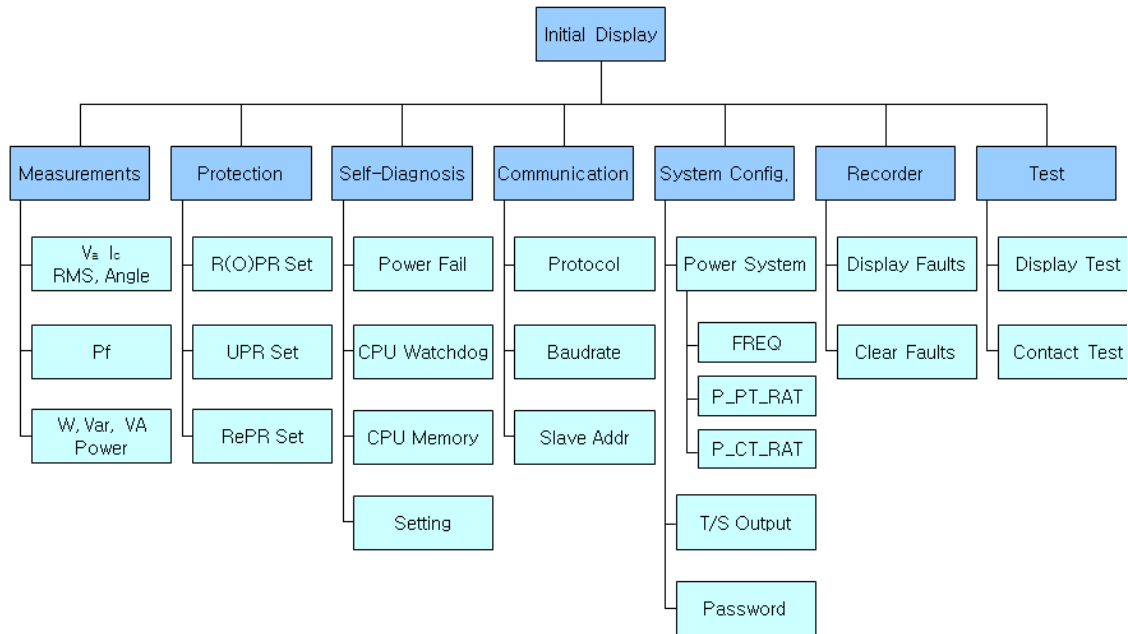 Initial Display
Measurements
Protection
Self-Diagnosis
Communication
System Config.
Recorder
Test
Va Ic
RMS, Angle
R(O)PR Set
Power Fail
Protocol
Power System
Display Faults
Display Test
Pf
UPR Set
CPU Watchdog
Baudrate
FREQ
Clear Faults
Contact Test
P_PT_RAT
W, Var, VA
Power
RePR Set
CPU Memory
Slave Addr
P_CT_RAT
Setting
T/S Output
Password